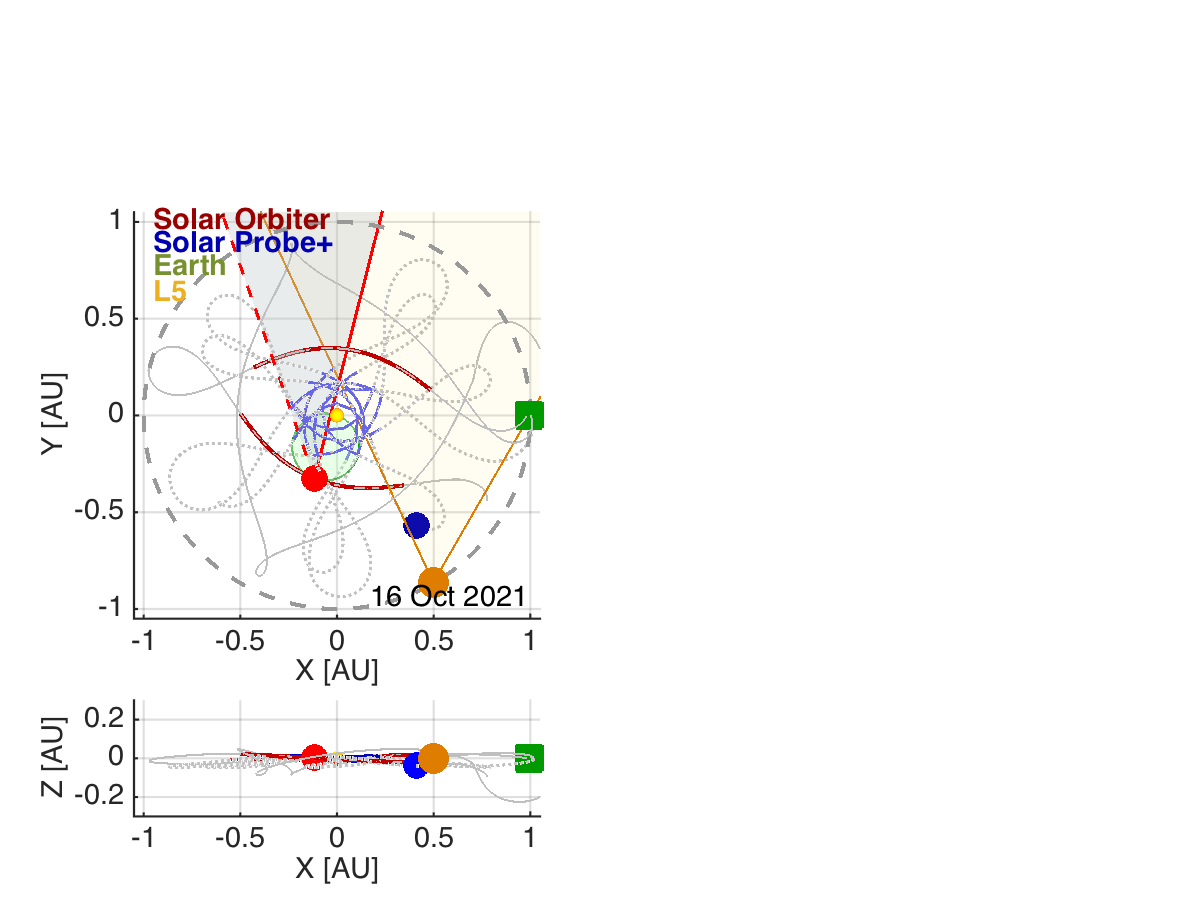 Solar Orbiter
Solar Probe+
Earth
L5
1
0.5
0
-0.5
-1
Y [AU]
16 Oct 2021
-1 -0.5 0 0.5 1
X [AU]
0.2
0
-0.2
Z [AU]
-1 -0.5 0 0.5 1
X [AU]